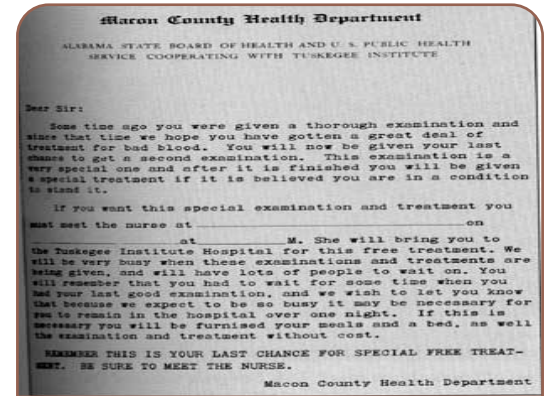 Macon County Health Department
ALABAMA STATE BOARD OF HEALTH AND U. S. PUBLIC HEALTH
SERVICE COOPERATING WITH TUSKEGEE INSTITUTE
Dear Sir:
Some time ago you were given a thorough examination and
since that time we hope you have gotten a great deal of
treatment for bad blood. You will now be given your last
chance to get a second examination. This examination is a
very special one and after it is finished you will be given
a special treatment if it is believed you are in a condition
to stand it.
If you want this special examination and treatment you
must meet the nurse at ______ on
______ at ______ M. She will bring you to
the Tuskegee Institute Hospital for this free treatment. We
will be very busy when these examinations and treatments are
being given, and will have lots of people to wait on. You
will remember that you had to wait for some time when you
had your last good examination, and we wish to let you know
that because we expect to be so busy it may be necessary for
you to remain in the hospital over one night. If this is
necessary you will be furnised your meals and a bed, as well
the examination and treatment without cost.
REMEMBER THIS IS YOUR LAST CHANCE FOR SPECIAL FREE TREAT-
MENT. BE SURE TO MEET THE NURSE.
Macon County Health Department